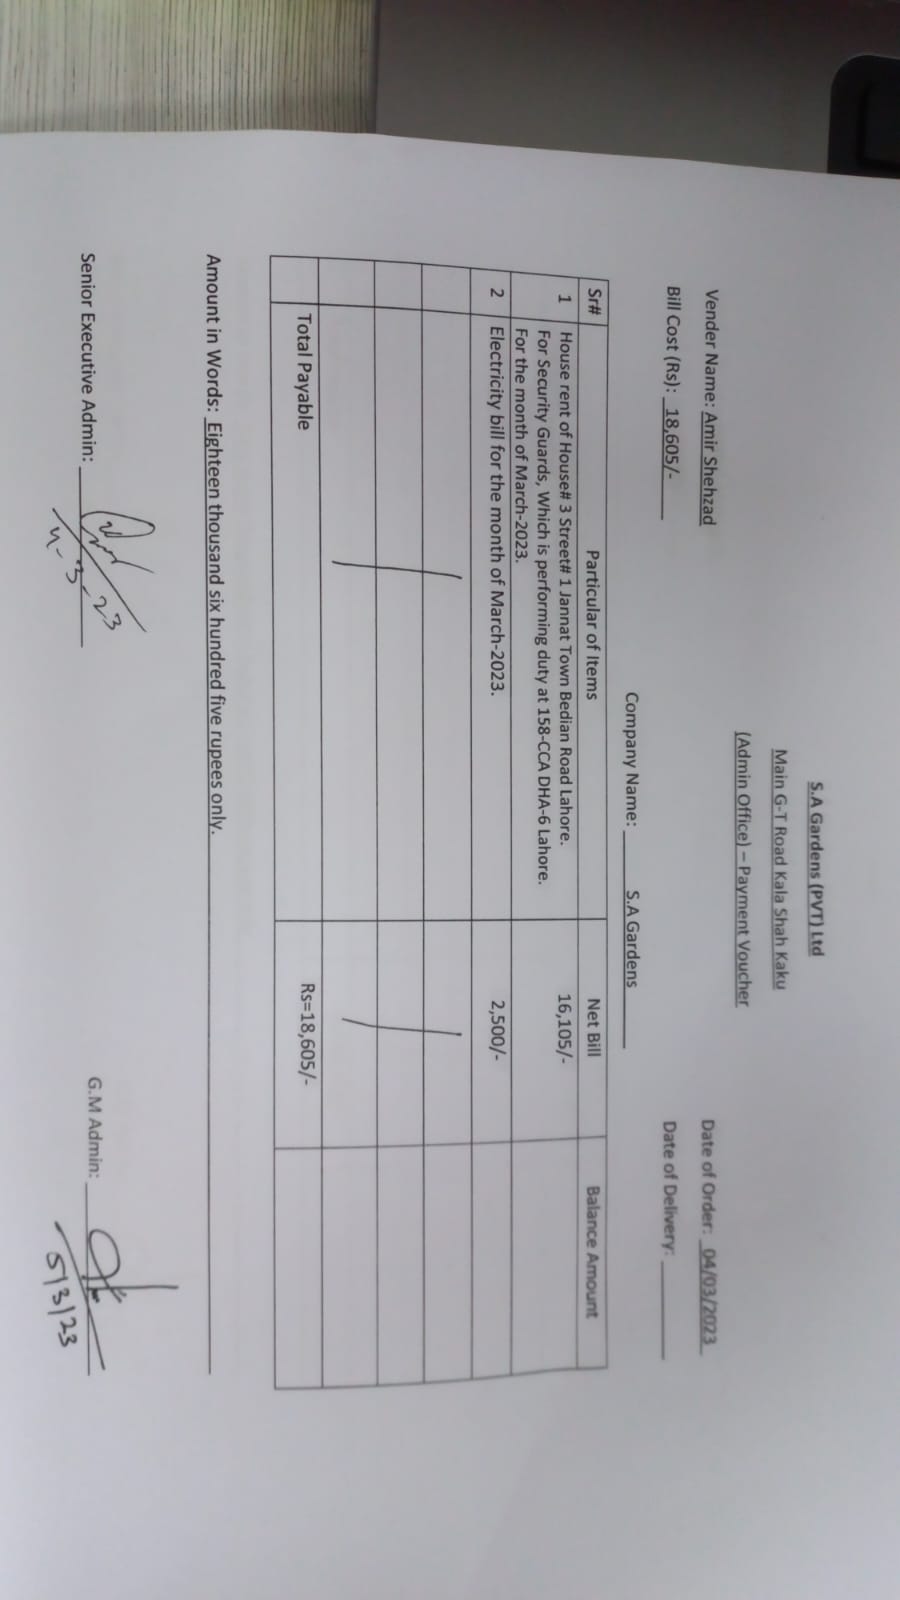 S.A Gardens (PVT) Ltd
Main G-T Road Kala Shah Kaku
(Admin Office) – Payment Voucher
Vender Name: Amir Shehzad Date of Order: 04/03/2023
Bill Cost (Rs): 18,605/- Date of Delivery:
Company Name: S.A Gardens
Sr# Particular of Items Net Bill Balance Amount
1 House rent of House# 3 Street# 1 Jannat Town Bedian Road Lahore. 16,105/-
For Security Guards, Which is performing duty at 158-CCA DHA-6 Lahore.
For the month of March-2023.
2 Electricity bill for the month of March-2023. 2,500/-
Total Payable Rs=18,605/-
Amount in Words: Eighteen thousand six hundred five rupees only.
Senior Executive Admin: G.M Admin:
4-3-23 5/3/23